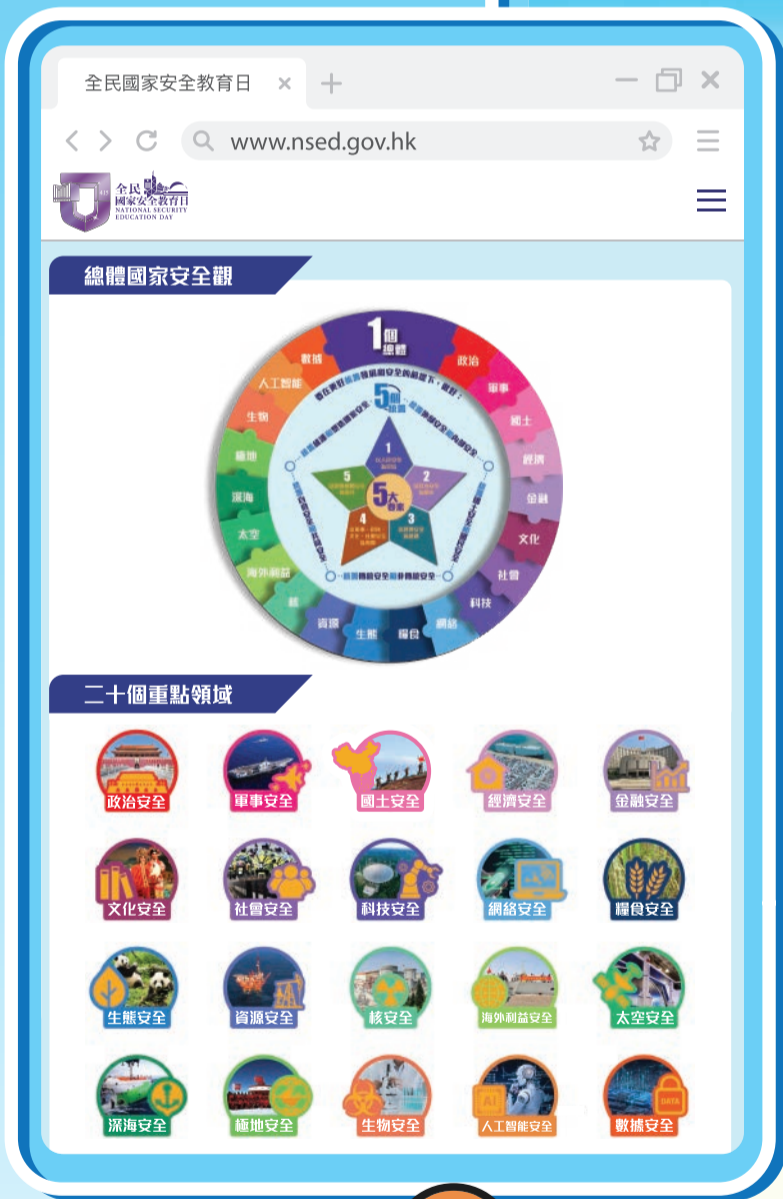 全民國家安全教育日
www.nsed.gov.hk
全民
國家安全教育日
NATIONAL SECURITY
EDUCATION DAY
總體國家安全觀
1個
總體
政治
軍事
國土
經濟
金融
文化
社會
科技
網絡
糧食
生態
資源
核
海外利益
太空
深海
極地
生物
人工智能
數據
5個
統籌
1
2
3
4
5
5大
要素
二十個重點領域
政治安全
軍事安全
國土安全
經濟安全
金融安全
文化安全
社會安全
科技安全
網絡安全
糧食安全
生態安全
資源安全
核安全
海外利益安全
太空安全
深海安全
極地安全
生物安全
AI
人工智能安全
DATA
數據安全